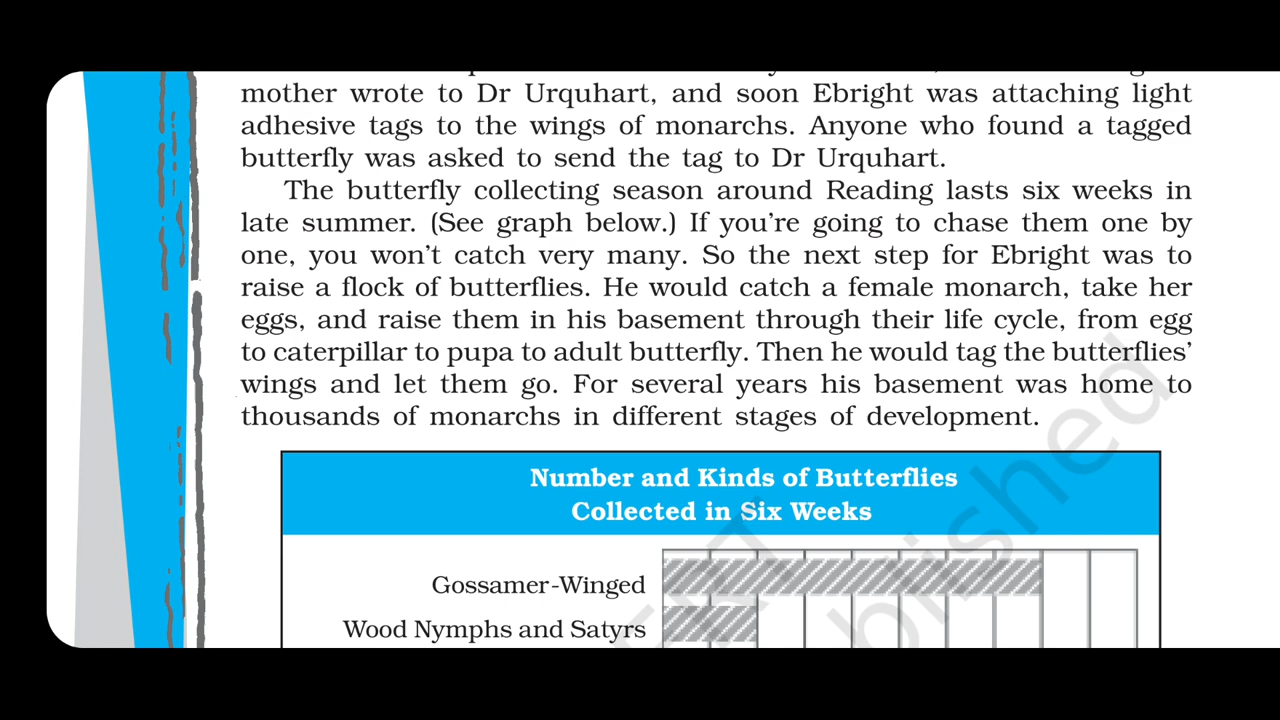 mother wrote to Dr Urquhart, and soon Ebright was attaching light
adhesive tags to the wings of monarchs. Anyone who found a tagged
butterfly was asked to send the tag to Dr Urquhart.
The butterfly collecting season around Reading lasts six weeks in
late summer. (See graph below.) If you’re going to chase them one by
one, you won’t catch very many. So the next step for Ebright was to
raise a flock of butterflies. He would catch a female monarch, take her
eggs, and raise them in his basement through their life cycle, from egg
to caterpillar to pupa to adult butterfly. Then he would tag the butterflies’
wings and let them go. For several years his basement was home to
thousands of monarchs in different stages of development.
Number and Kinds of Butterflies
Collected in Six Weeks
Gossamer-Winged
Wood Nymphs and Satyrs